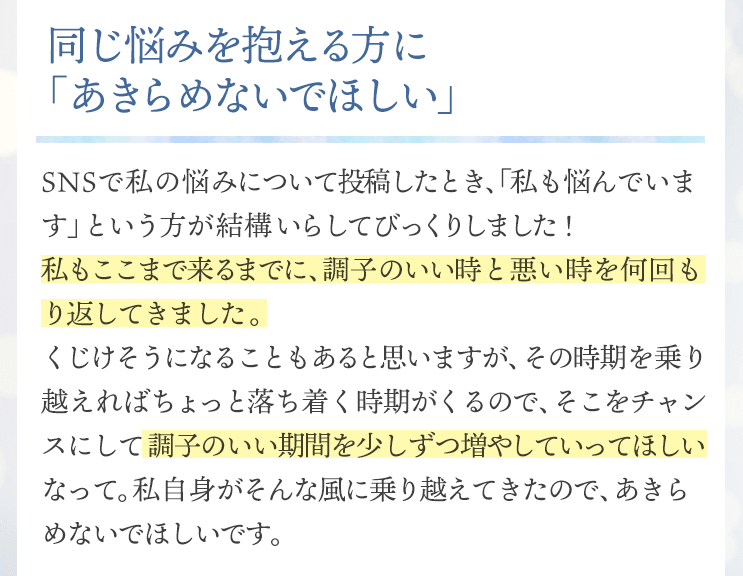 同じ悩みを抱える方に
「あきらめないでほしい」
SNSで私の悩みについて投稿したとき、「私も悩んでいま
す」という方が結構いらしてびっくりしました！
私もここまで来るまでに、調子のいい時と悪い時を何回も
り返してきました。
くじけそうになることもあると思いますが、その時期を乗り
越えればちょっと落ち着く時期がくるので、そこをチャン
スにして調子のいい期間を少しずつ増やしていってほしい
なって。私自身がそんな風に乗り越えてきたので、あきら
めないでほしいです。